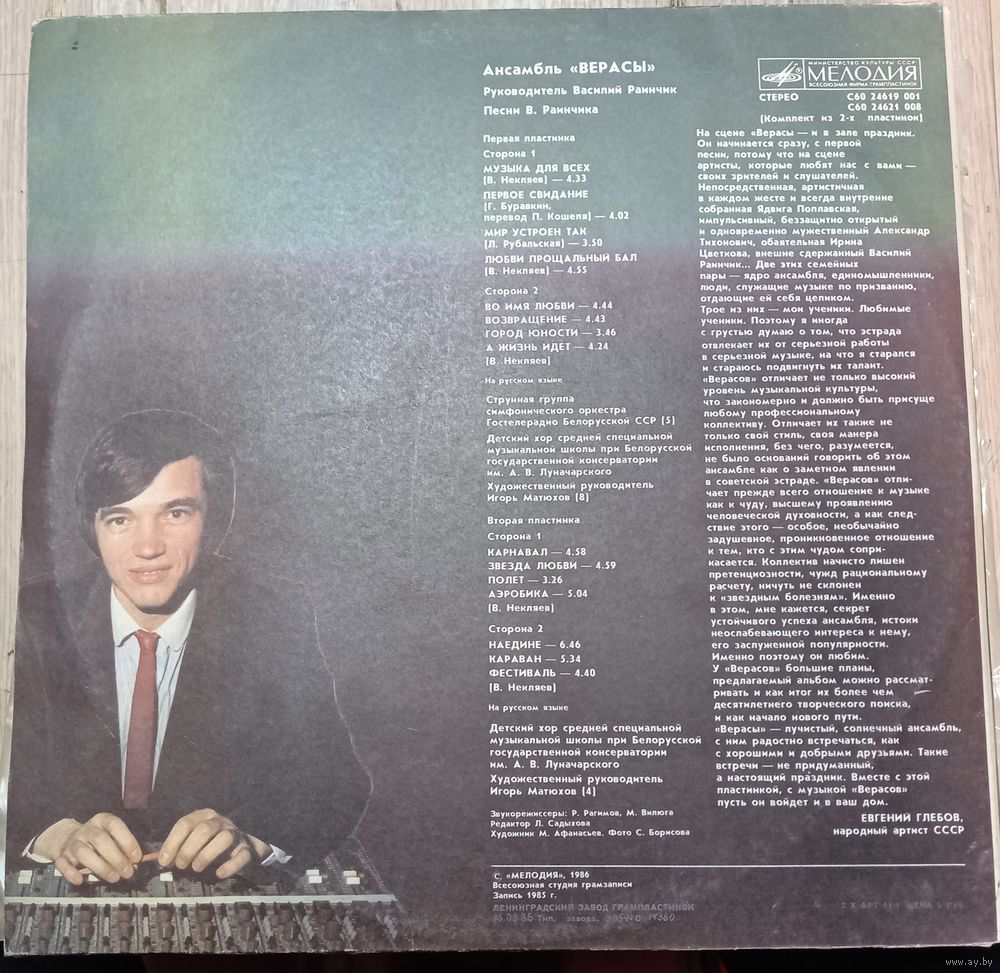 Ансамбль «ВЕРАСЫ»
Руководитель Василий Раинчик
Песни В. Раинчика
Первая пластинка
Сторона 1
МУЗЫКА ДЛЯ ВСЕХ
(В. Некляев) — 4.33
ПЕРВОЕ СВИДАНИЕ
(Г. Буравкин,
перевод П. Кошеля) — 4.02
МИР УСТРОЕН ТАК
(Л. Рубальская) — 3.50
ЛЮБВИ ПРОЩАЛЬНЫЙ БАЛ
(В. Некляев) — 4.55
Сторона 2
ВО ИМЯ ЛЮБВИ — 4.44
ВОЗВРАЩЕНИЕ — 4.43
ГОРОД ЮНОСТИ — 3.46
А ЖИЗНЬ ИДЕТ — 4.24
(В. Некляев)
На русском языке
Струнная группа
симфонического оркестра
Гостелерадио Белорусской ССР (5)
Детский хор средней специальной
музыкальной школы при Белорусской
государственной консерватории
им. А. В. Луначарского
Художественный руководитель
Игорь Матюхов (8)
Вторая пластинка
Сторона 1
КАРНАВАЛ — 4.58
ЗВЕЗДА ЛЮБВИ — 4.59
ПОЛЕТ — 3.26
АЭРОБИКА — 5.04
(В. Некляев)
Сторона 2
НАЕДИНЕ — 6.46
КАРАВАН — 5.34
ФЕСТИВАЛЬ — 4.40
(В. Некляев)
На русском языке
Детский хор средней специальной
музыкальной школы при Белорусской
государственной консерватории
им. А. В. Луначарского
Художественный руководитель
Игорь Матюхов (4)
Звукорежиссеры: Р. Рагимов, М. Вилюга
Редактор Л. Садыхова
Художник М. Афанасьев. Фото С. Борисова
МИНИСТЕРСТВО КУЛЬТУРЫ СССР
МЕЛОДИЯ
ВСЕСОЮЗНАЯ ФИРМА ГРАМПЛАСТИНОК
СТЕРЕО С60 24619 001
С60 24621 008
(Комплект из 2-х пластинок)
На сцене «Верасы — и в зале праздник.
Он начинается сразу, с первой
песни, потому что на сцене
артисты, которые любят нас с вами —
своих зрителей и слушателей.
Непосредственная, артистичная
в каждом жесте и всегда внутренне
собранная Ядвига Поплавская,
импульсивный, беззащитно открытый
и одновременно мужественный Александр
Тихонович, обаятельная Ирина
Цветкова, внешне сдержанный Василий
Раинчик... Две этих семейных
пары — ядро ансамбля, единомышленники,
люди, служащие музыке по призванию,
отдающие ей себя целиком.
Трое из них — мои ученики. Любимые
ученики. Поэтому я иногда
с грустью думаю о том, что эстрада
отвлекает их от серьезной работы
в серьезной музыке, на что я старался
и стараюсь подвигнуть их талант.
«Верасов» отличает не только высокий
уровень музыкальной культуры,
что закономерно и должно быть присуще
любому профессиональному
коллективу. Отличает их также не
только свой стиль, своя манера
исполнения, без чего, разумеется,
не было оснований говорить об этом
ансамбле как о заметном явлении
в советской эстраде. «Верасов» отли-
чает прежде всего отношение к музыке
как к чуду, высшему проявлению
человеческой духовности, а как след-
ствие этого — особое, необычайно
задушевное, проникновенное отношение
к тем, кто с этим чудом сопри-
касается. Коллектив начисто лишен
претенциозности, чужд рациональному
расчету, ничуть не склонен
к «звездным болезням». Именно
в этом, мне кажется, секрет
устойчивого успеха ансамбля, истоки
неослабевающего интереса к нему,
его заслуженной популярности.
Именно поэтому он любим.
У «Верасов» большие планы,
предлагаемый альбом можно рассмат-
ривать и как итог их более чем
десятилетнего творческого поиска,
и как начало нового пути.
«Верасы» — лучистый, солнечный ансамбль,
с ним радостно встречаться, как
с хорошими и добрыми друзьями. Такие
встречи — не придуманный,
а настоящий праздник. Вместе с этой
пластинкой, с музыкой «Верасов»
пусть он войдет и в ваш дом.
ЕВГЕНИЙ ГЛЕБОВ,
народный артист СССР
©, «МЕЛОДИЯ», 1986
Всесоюзная студия грамзаписи
Запись 1985 г.
ЛЕНИНГРАДСКИЙ ЗАВОД ГРАМПЛАСТИНОК
Тип. завода.
ЦЕНА 5 РУБ
www.ay.by